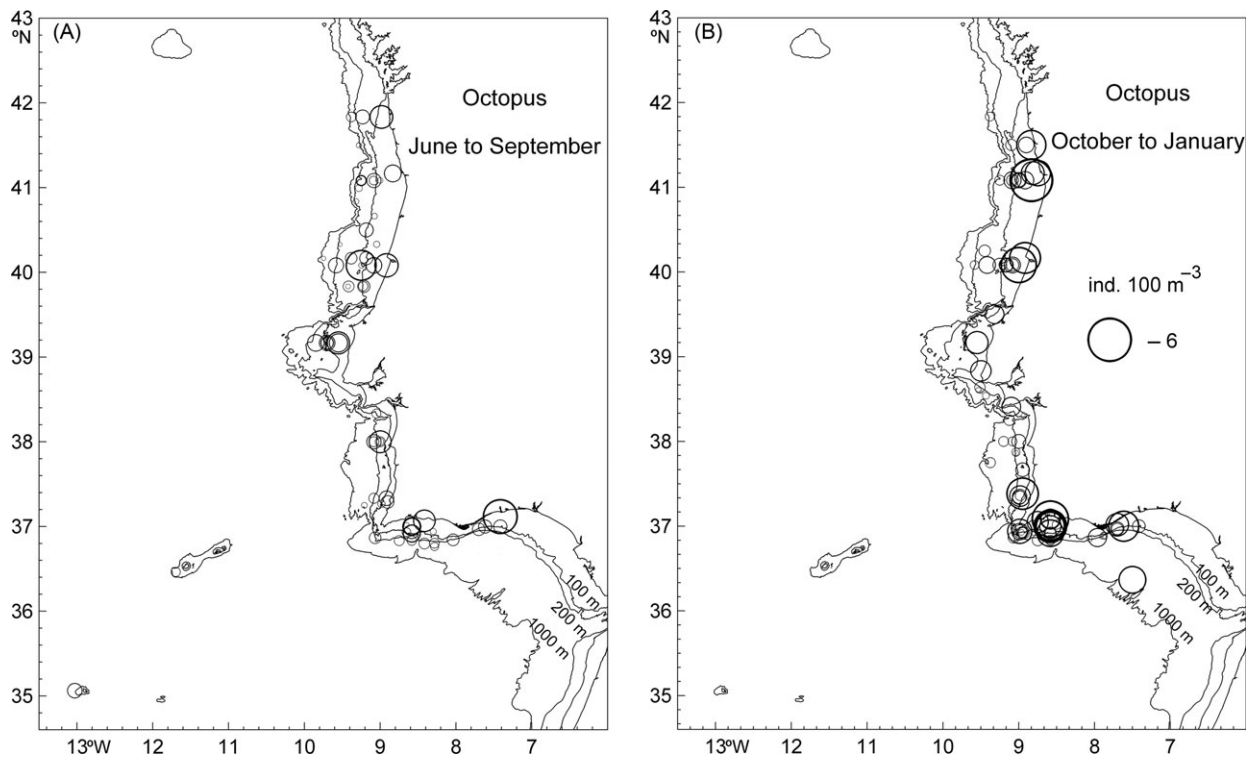 43
ºN
42
41
40
39
38
37
36
35
(A)
Octopus
June to September
100 m
200 m
1000 m
13ºW
12
11
10
9
8
7
43
ºN
42
41
40
39
38
37
36
35
(B)
Octopus
October to January
ind. 100 m⁻³
– 6
100 m
200 m
1000 m
13ºW
12
11
10
9
8
7